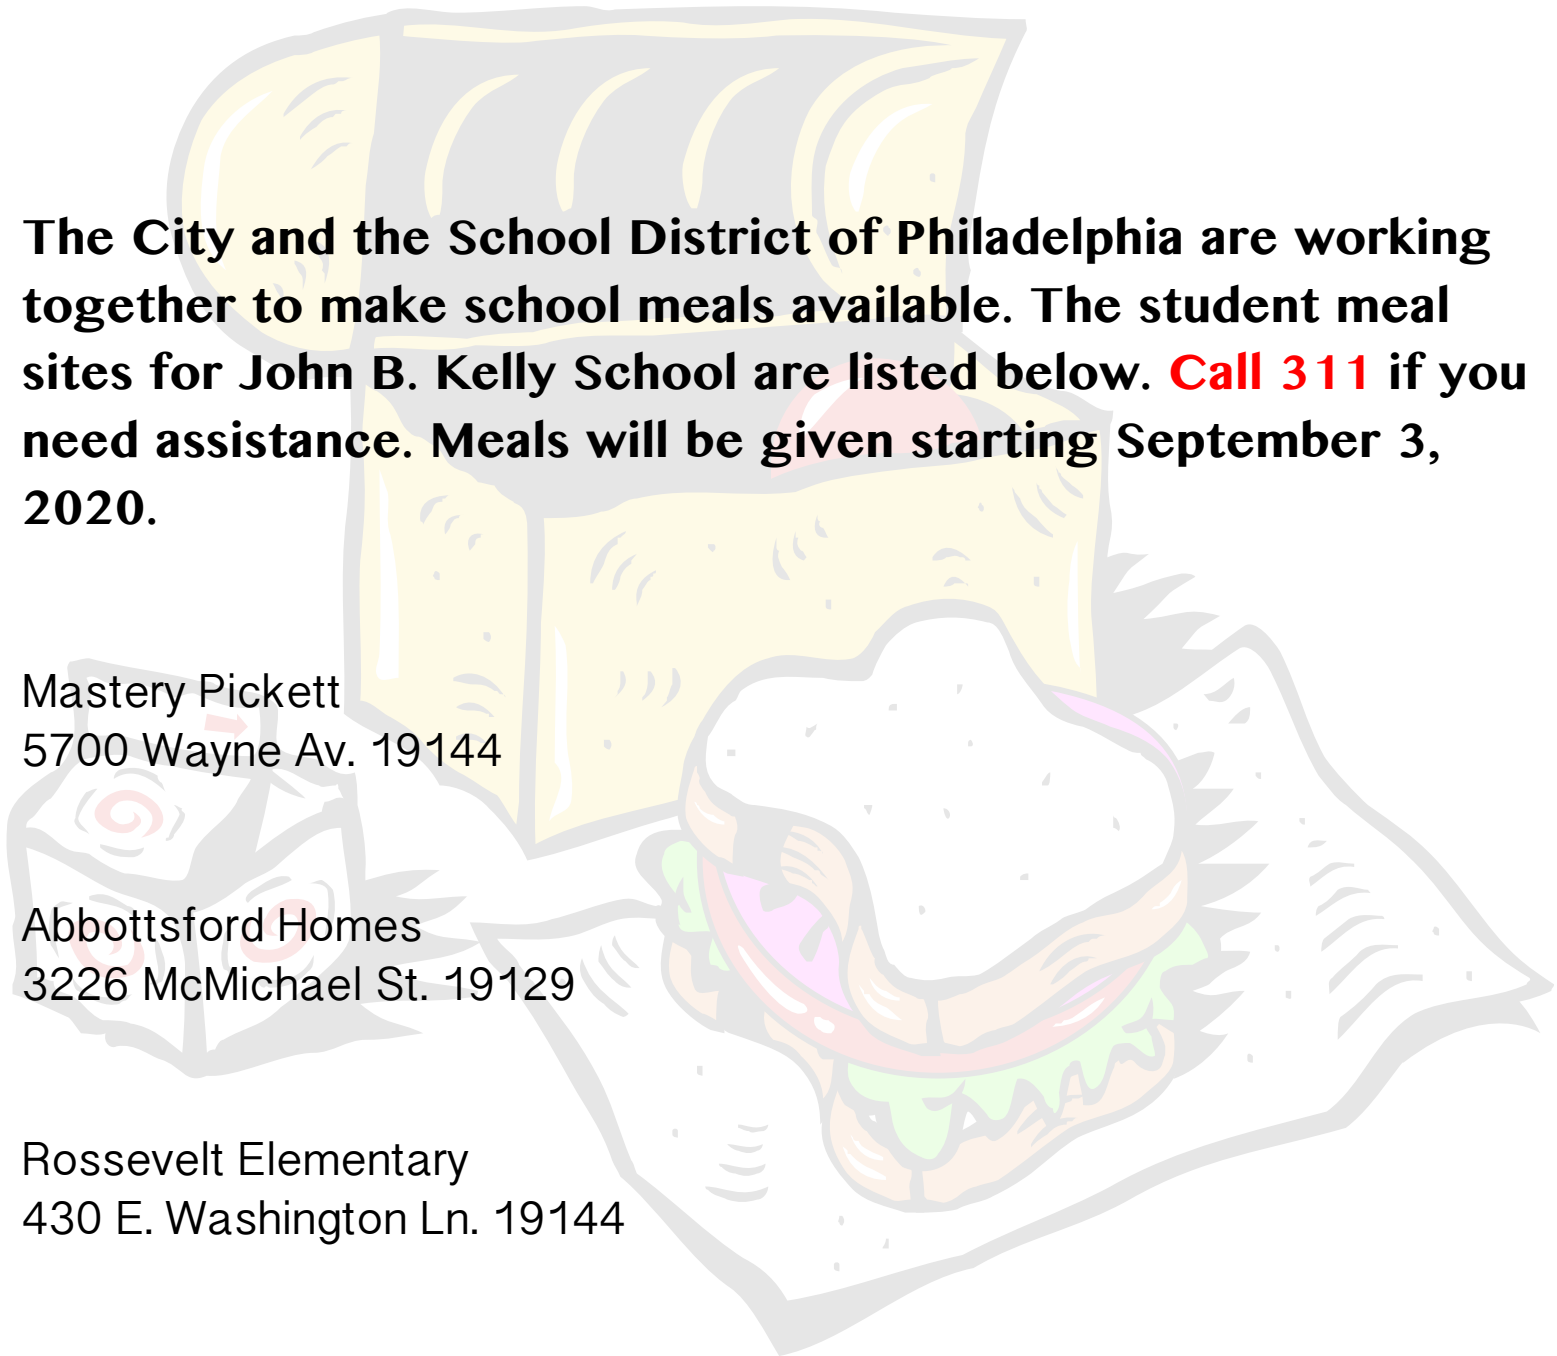 The City and the School District of Philadelphia are working
together to make school meals available. The student meal
sites for John B. Kelly School are listed below. Call 311 if you
need assistance. Meals will be given starting September 3,
2020.
Mastery Pickett
5700 Wayne Av. 19144
Abbottsford Homes
3226 McMichael St. 19129
Rossevelt Elementary
430 E. Washington Ln. 19144